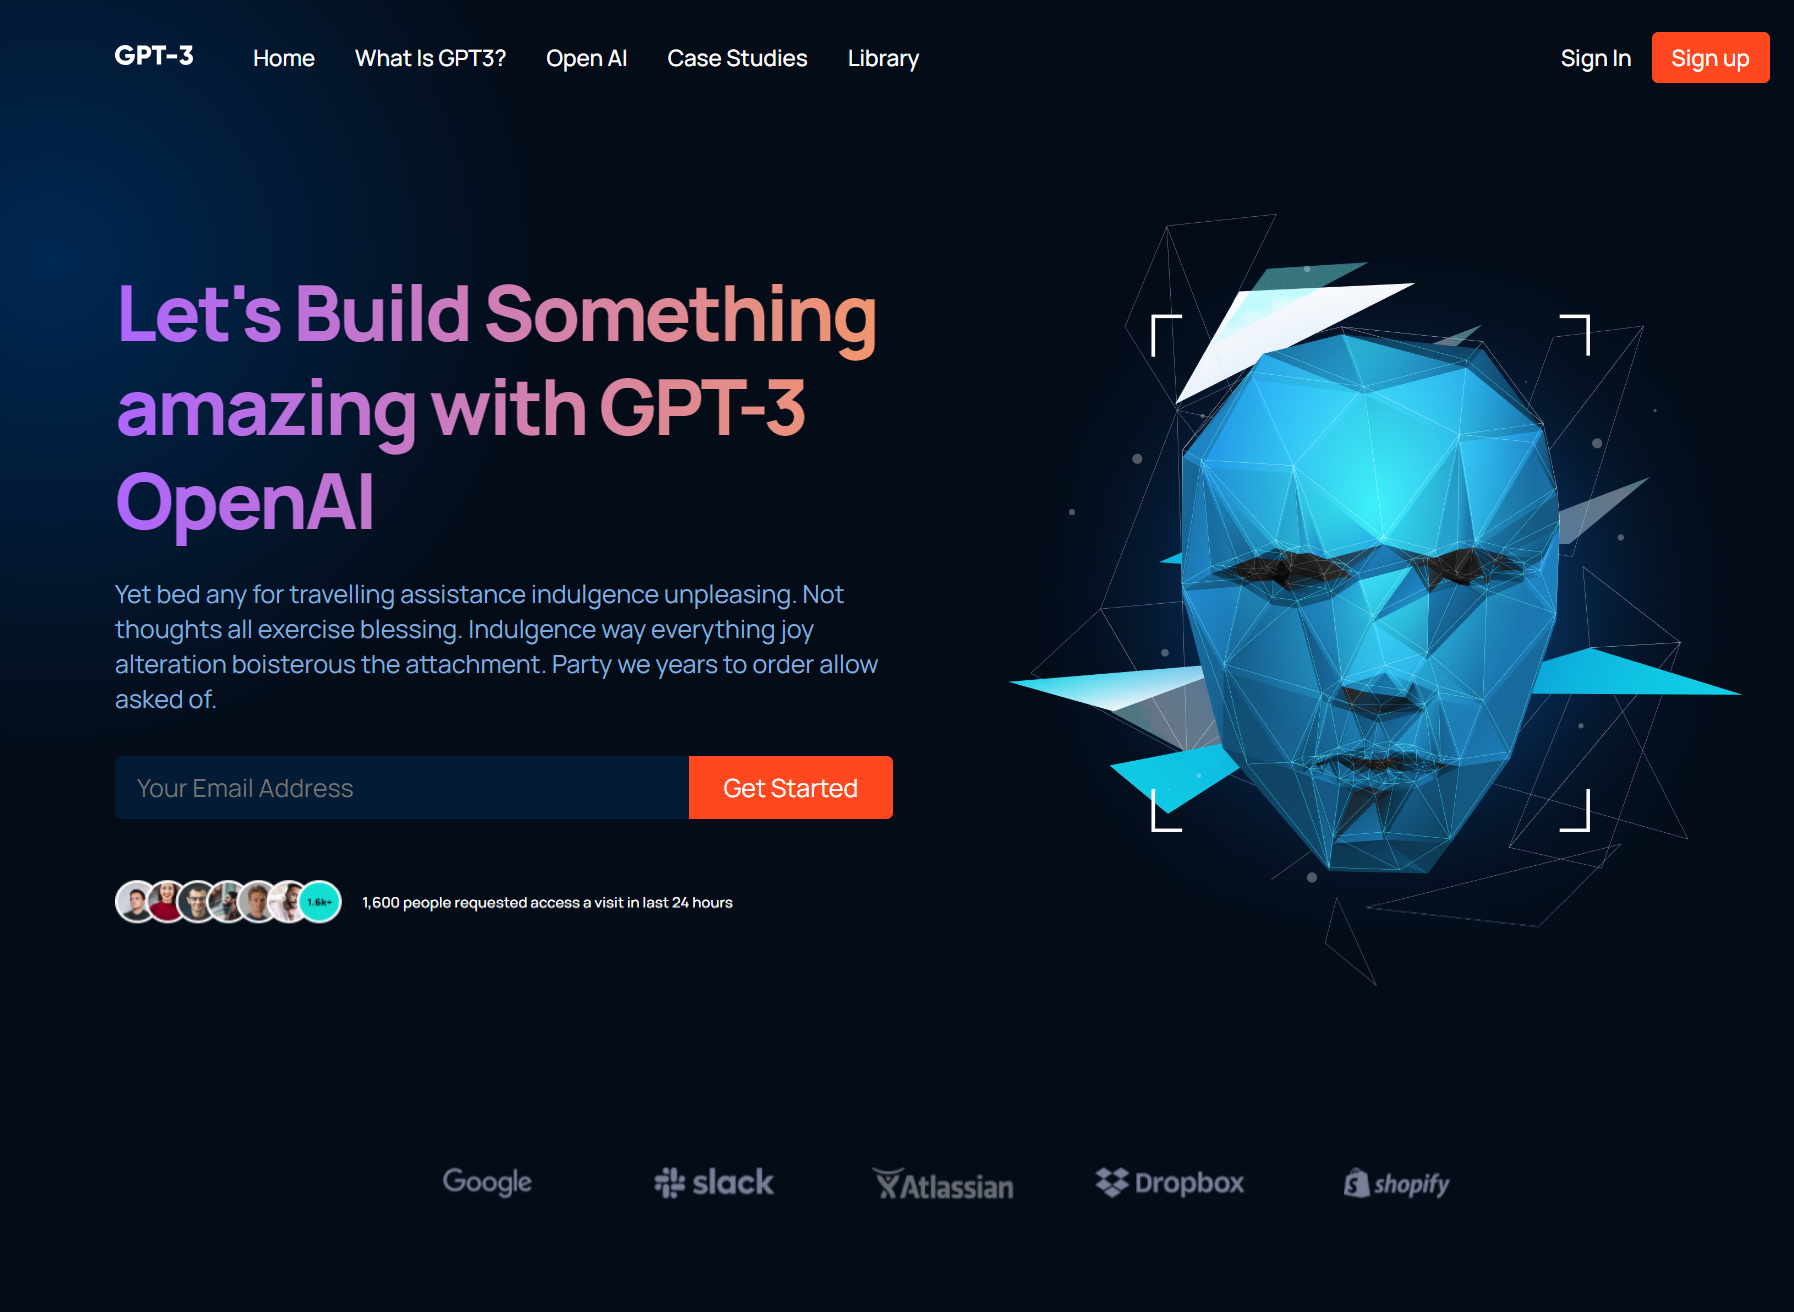 GPT-3
Home
What Is GPT3?
Open AI
Case Studies
Library
Sign In
Sign up
Let's Build Something
amazing with GPT-3
OpenAI
Yet bed any for travelling assistance indulgence unpleasing. Not
thoughts all exercise blessing. Indulgence way everything joy
alteration boisterous the attachment. Party we years to order allow
asked of.
Your Email Address
Get Started
1.6k+
1,600 people requested access a visit in last 24 hours
Google
slack
Atlassian
Dropbox
shopify